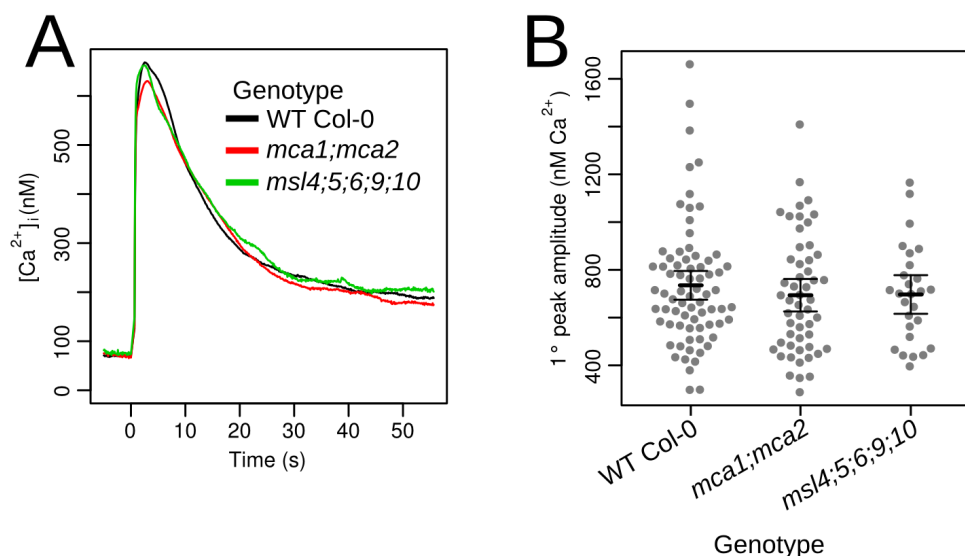 A
[Ca²⁺]ᵢ (nM)
500
300
100
0
Genotype
WT Col-0
mca1;mca2
msl4;5;6;9;10
0 10 20 30 40 50
Time (s)
B
1° peak amplitude (nM Ca²⁺)
1600
1200
800
400
WT Col-0
mca1;mca2
msl4;5;6;9;10
Genotype